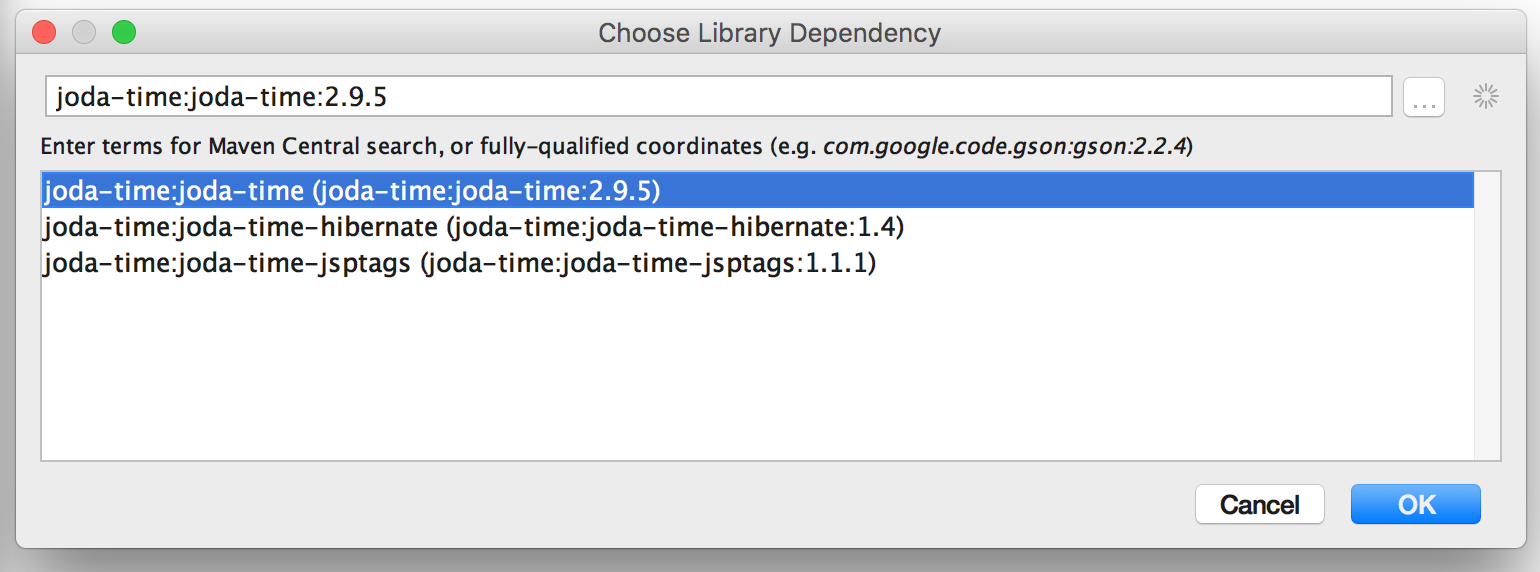 Choose Library Dependency
joda-time:joda-time:2.9.5
...
Enter terms for Maven Central search, or fully-qualified coordinates (e.g. com.google.code.gson:gson:2.2.4)
joda-time:joda-time (joda-time:joda-time:2.9.5)
joda-time:joda-time-hibernate (joda-time:joda-time-hibernate:1.4)
joda-time:joda-time-jsptags (joda-time:joda-time-jsptags:1.1.1)
Cancel
OK